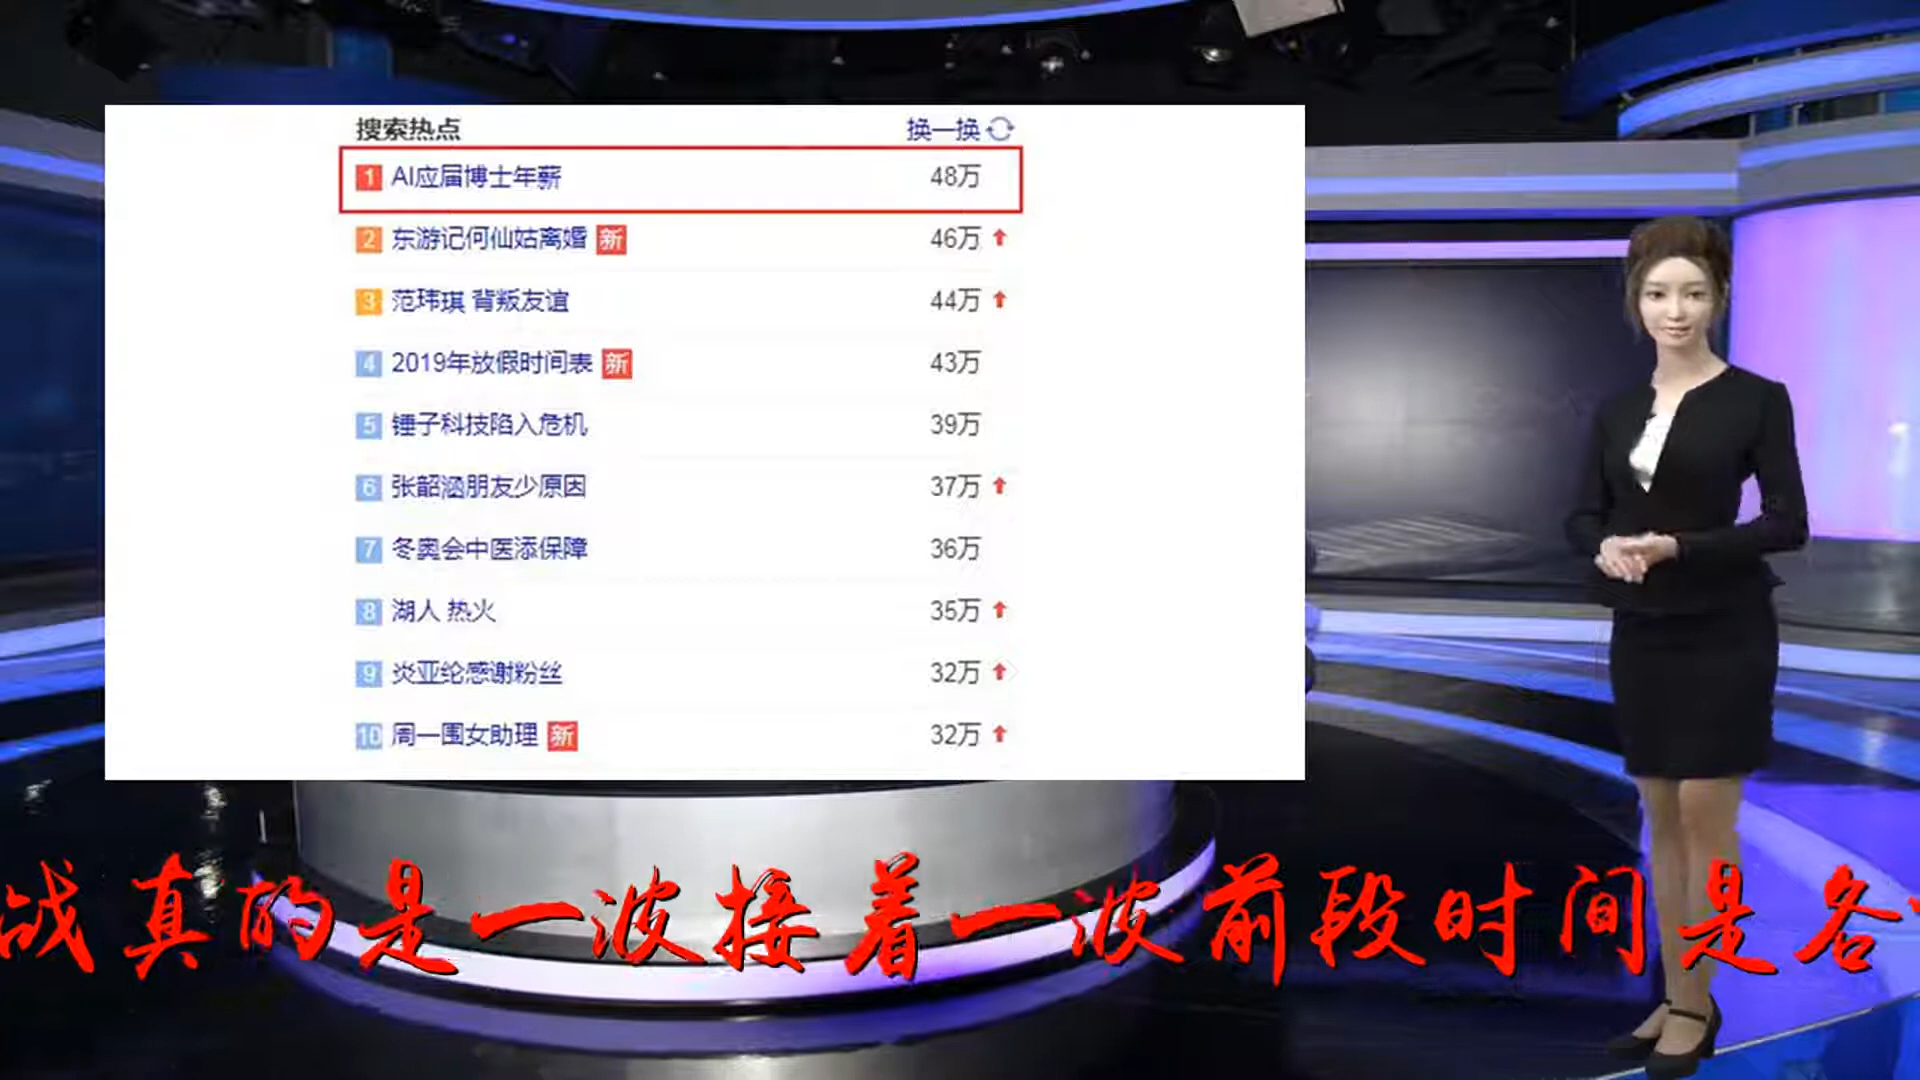 搜索热点 换一换
1 AI应届博士年薪 48万
2 东游记何仙姑离婚 新 46万
3 范玮琪 背叛友谊 44万
4 2019年放假时间表 新 43万
5 锤子科技陷入危机 39万
6 张韶涵朋友少原因 37万
7 冬奥会中医添保障 36万
8 湖人 热火 35万
9 炎亚纶感谢粉丝 32万
10 周一围女助理 新 32万
战真的是一波接着一波前段时间是各